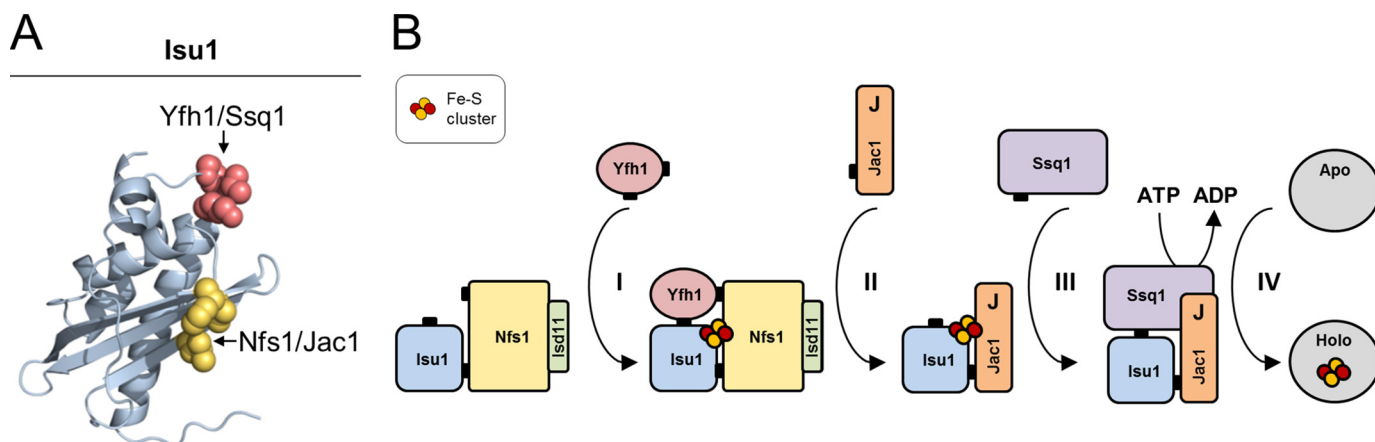 A
Isu1
Yfh1/Ssq1
Nfs1/Jac1
B
Fe-S
cluster
Yfh1
J
Jac1
Ssq1
ATP ADP
Apo
I
II
III
IV
Isu1
Nfs1
Isd11
Yfh1
Isu1
Nfs1
Isd11
Isu1
J
Jac1
Ssq1
J
Isu1
Jac1
Holo